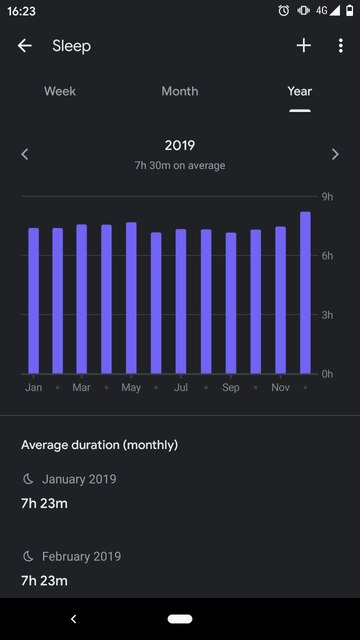 16:23
4G
Sleep
Week Month Year
2019
7h 30m on average
9h
6h
3h
0h
Jan Mar May Jul Sep Nov
Average duration (monthly)
January 2019
7h 23m
February 2019
7h 23m